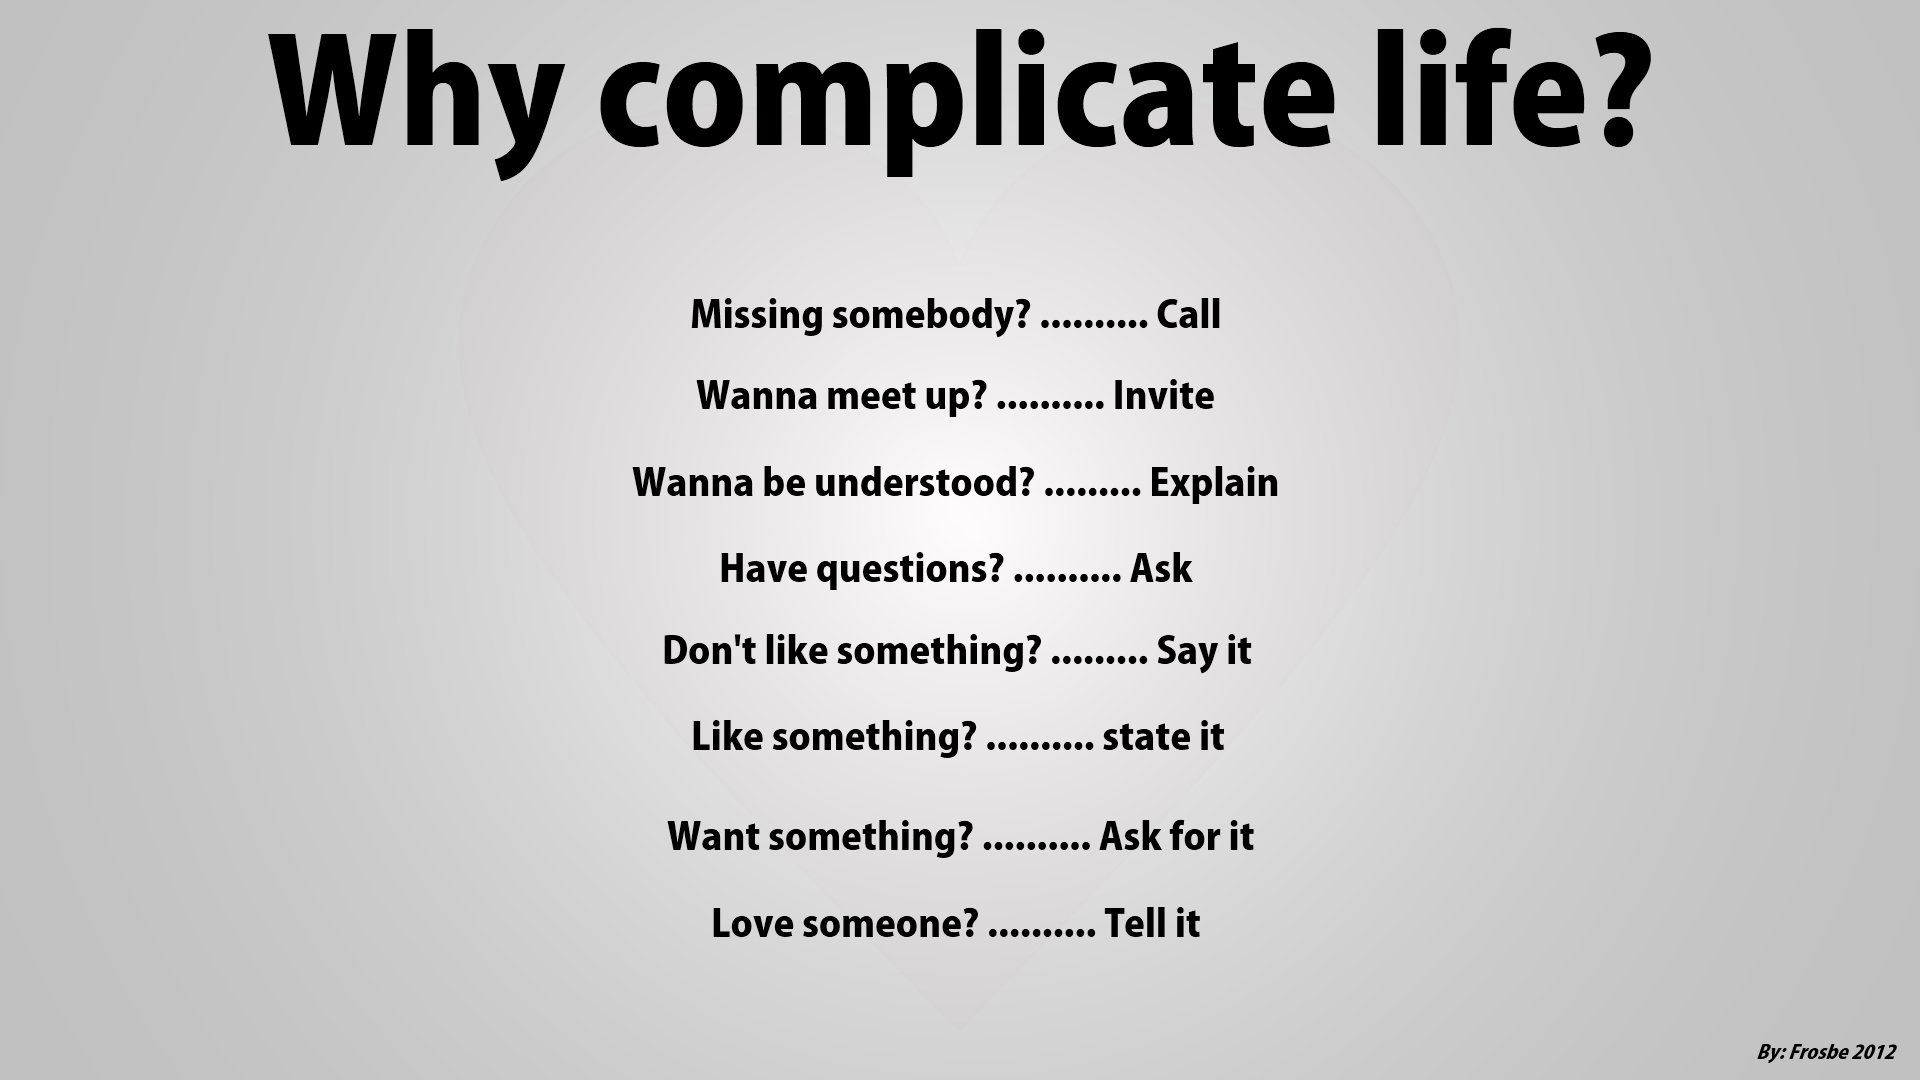 Why complicate life?
Missing somebody? .......... Call
Wanna meet up? .......... Invite
Wanna be understood? ......... Explain
Have questions? .......... Ask
Don't like something? ......... Say it
Like something? .......... state it
Want something? .......... Ask for it
Love someone? .......... Tell it
By: Frosbe 2012